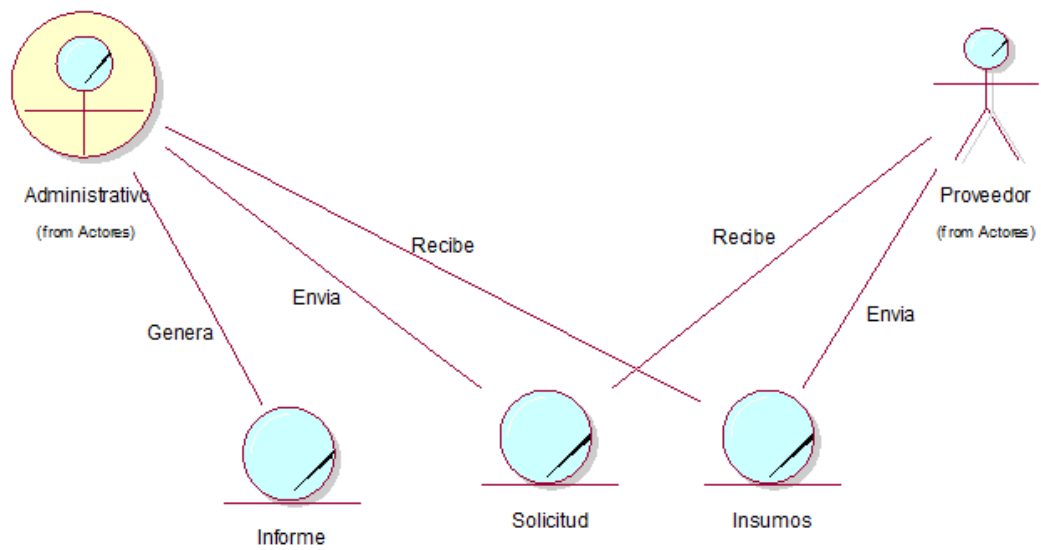 Administrativo
(from Actores)
Proveedor
(from Actores)
Recibe
Recibe
Envia
Envia
Genera
Informe
Solicitud
Insumos